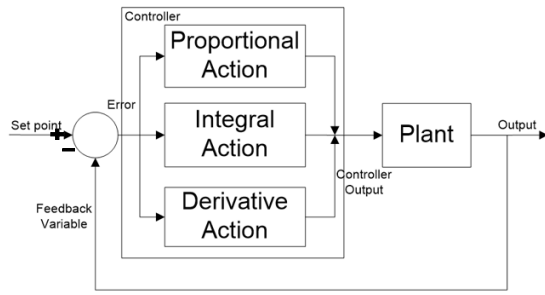 Controller
Proportional
Action
Error
Set point
+
−
Integral
Action
Plant
Output
Controller
Output
Feedback
Variable
Derivative
Action